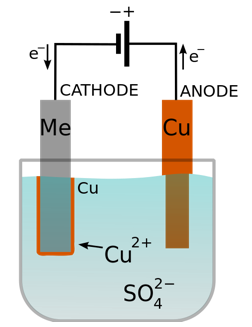 −+
e⁻
e⁻
CATHODE
ANODE
Me
Cu
Cu
Cu²⁺
SO₄²⁻